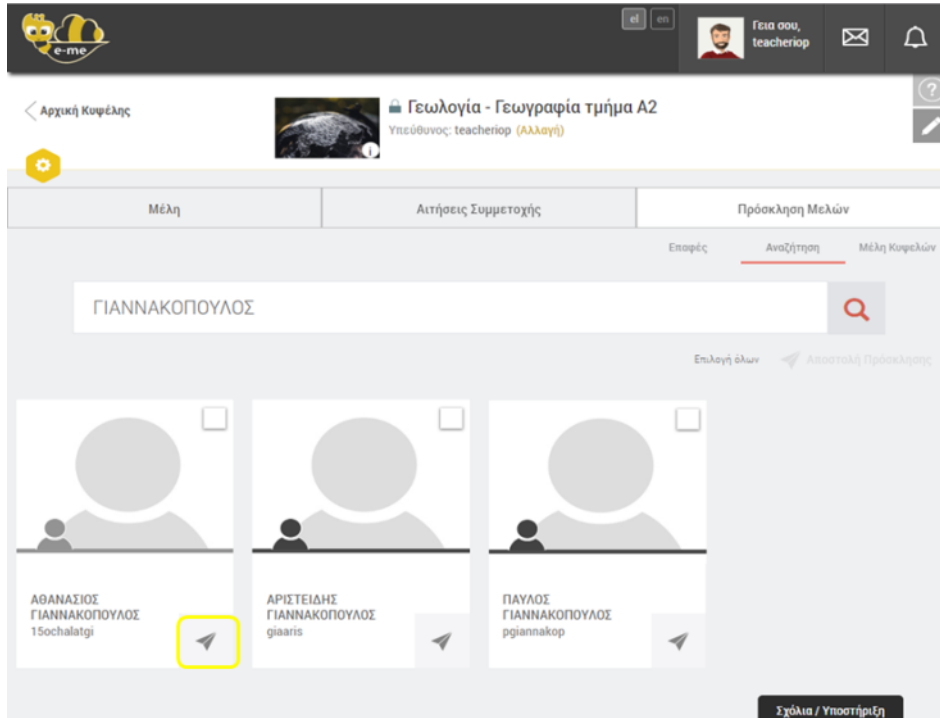 e-me
el en
Γεια σου,
teacheriop
Αρχική Κυψέλης
Γεωλογία - Γεωγραφία τμήμα Α2
Υπεύθυνος: teacheriop (Αλλαγή)
i
?
Μέλη Αιτήσεις Συμμετοχής Πρόσκληση Μελών
Επαφές Αναζήτηση Μέλη Κυψελών
ΓΙΑΝΝΑΚΟΠΟΥΛΟΣ
Επιλογή όλων Αποστολή Πρόσκλησης
ΑΘΑΝΑΣΙΟΣ
ΓΙΑΝΝΑΚΟΠΟΥΛΟΣ
15ochalatgi
ΑΡΙΣΤΕΙΔΗΣ
ΓΙΑΝΝΑΚΟΠΟΥΛΟΣ
giaaris
ΠΑΥΛΟΣ
ΓΙΑΝΝΑΚΟΠΟΥΛΟΣ
pgiannakop
Σχόλια / Υποστήριξη